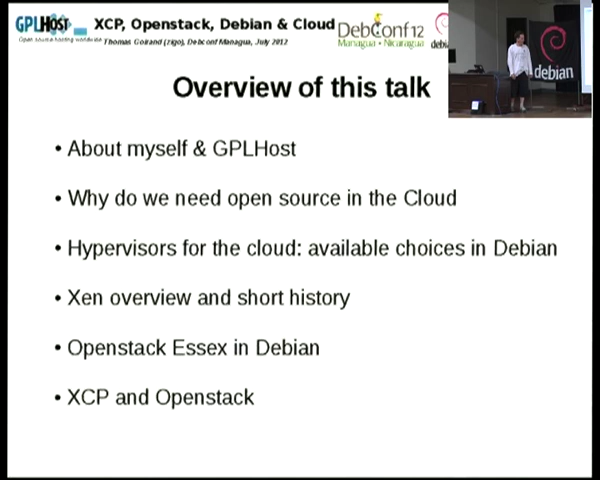 GPLHOST
XCP, Openstack, Debian & Cloud
Open source hosting worldwide
Thomas Goirand (zigo), Debconf Managua, July 2012
DebConf12
Managua • Nicaragua
debi
debian
Overview of this talk
• About myself & GPLHost
• Why do we need open source in the Cloud
• Hypervisors for the cloud: available choices in Debian
• Xen overview and short history
• Openstack Essex in Debian
• XCP and Openstack